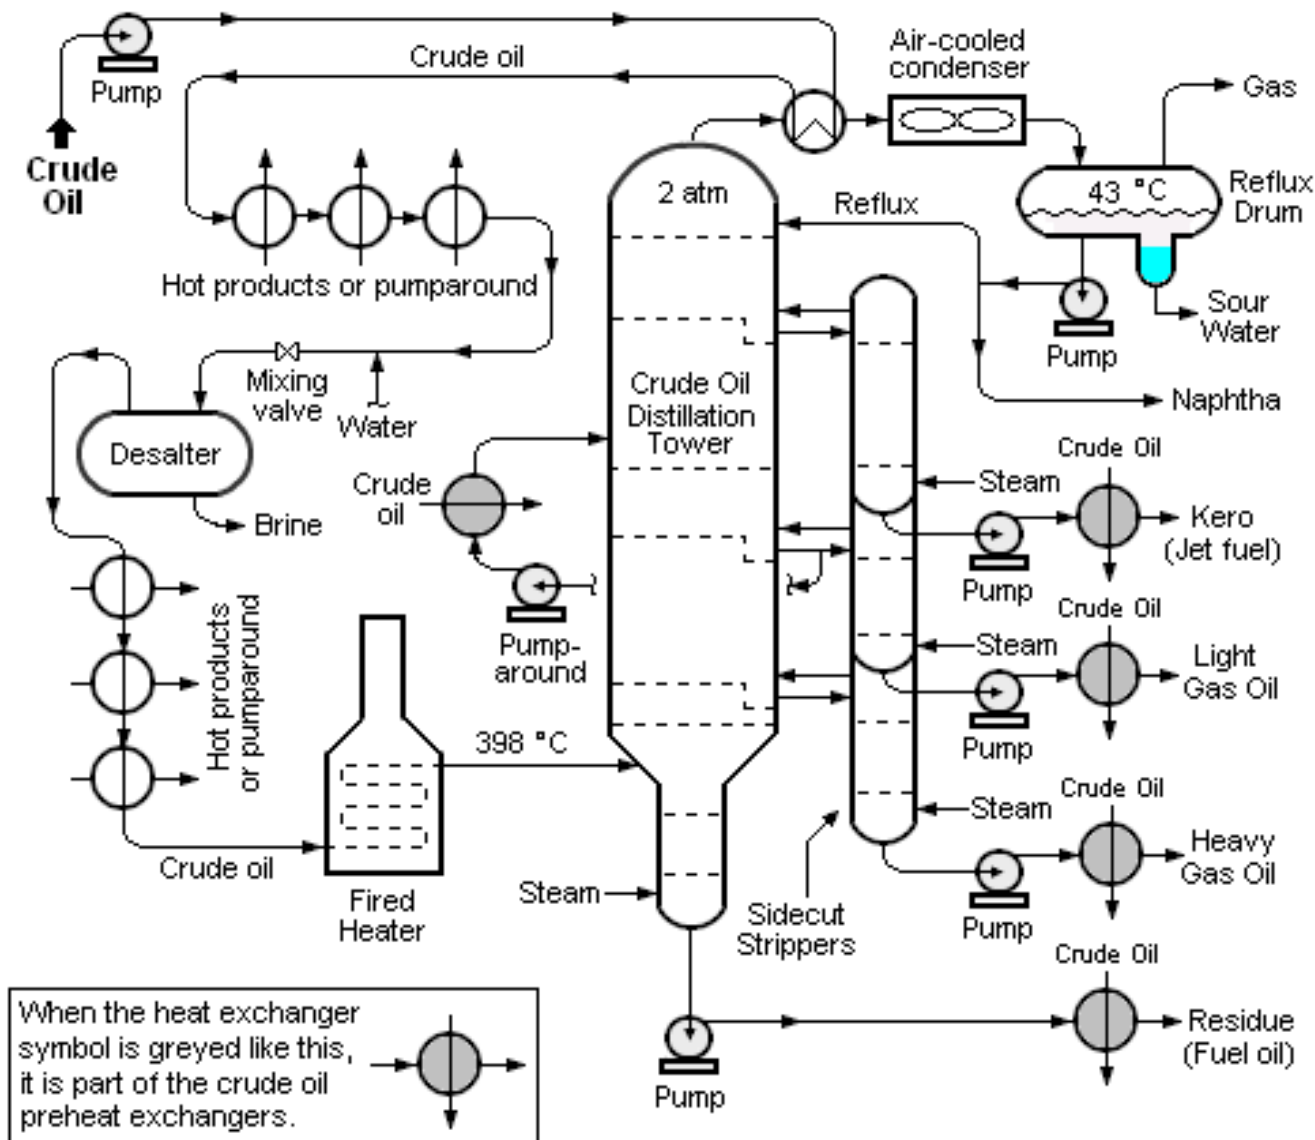 Pump
Crude
Oil
Crude oil
Air-cooled
condenser
Gas
2 atm
Reflux
43 °C
Reflux
Drum
Hot products or pumparound
Sour
Water
Pump
Mixing
valve
Water
Crude Oil
Distillation
Tower
Naphtha
Desalter
Brine
Crude
oil
Crude Oil
Steam
Kero
(Jet fuel)
Pump
Hot products
or pumparound
Pump-
around
Crude Oil
Steam
Light
Gas Oil
Pump
398 °C
Crude Oil
Steam
Heavy
Gas Oil
Pump
Crude oil
Fired
Heater
Steam
Sidecut
Strippers
Crude Oil
Residue
(Fuel oil)
Pump
When the heat exchanger
symbol is greyed like this,
it is part of the crude oil
preheat exchangers.